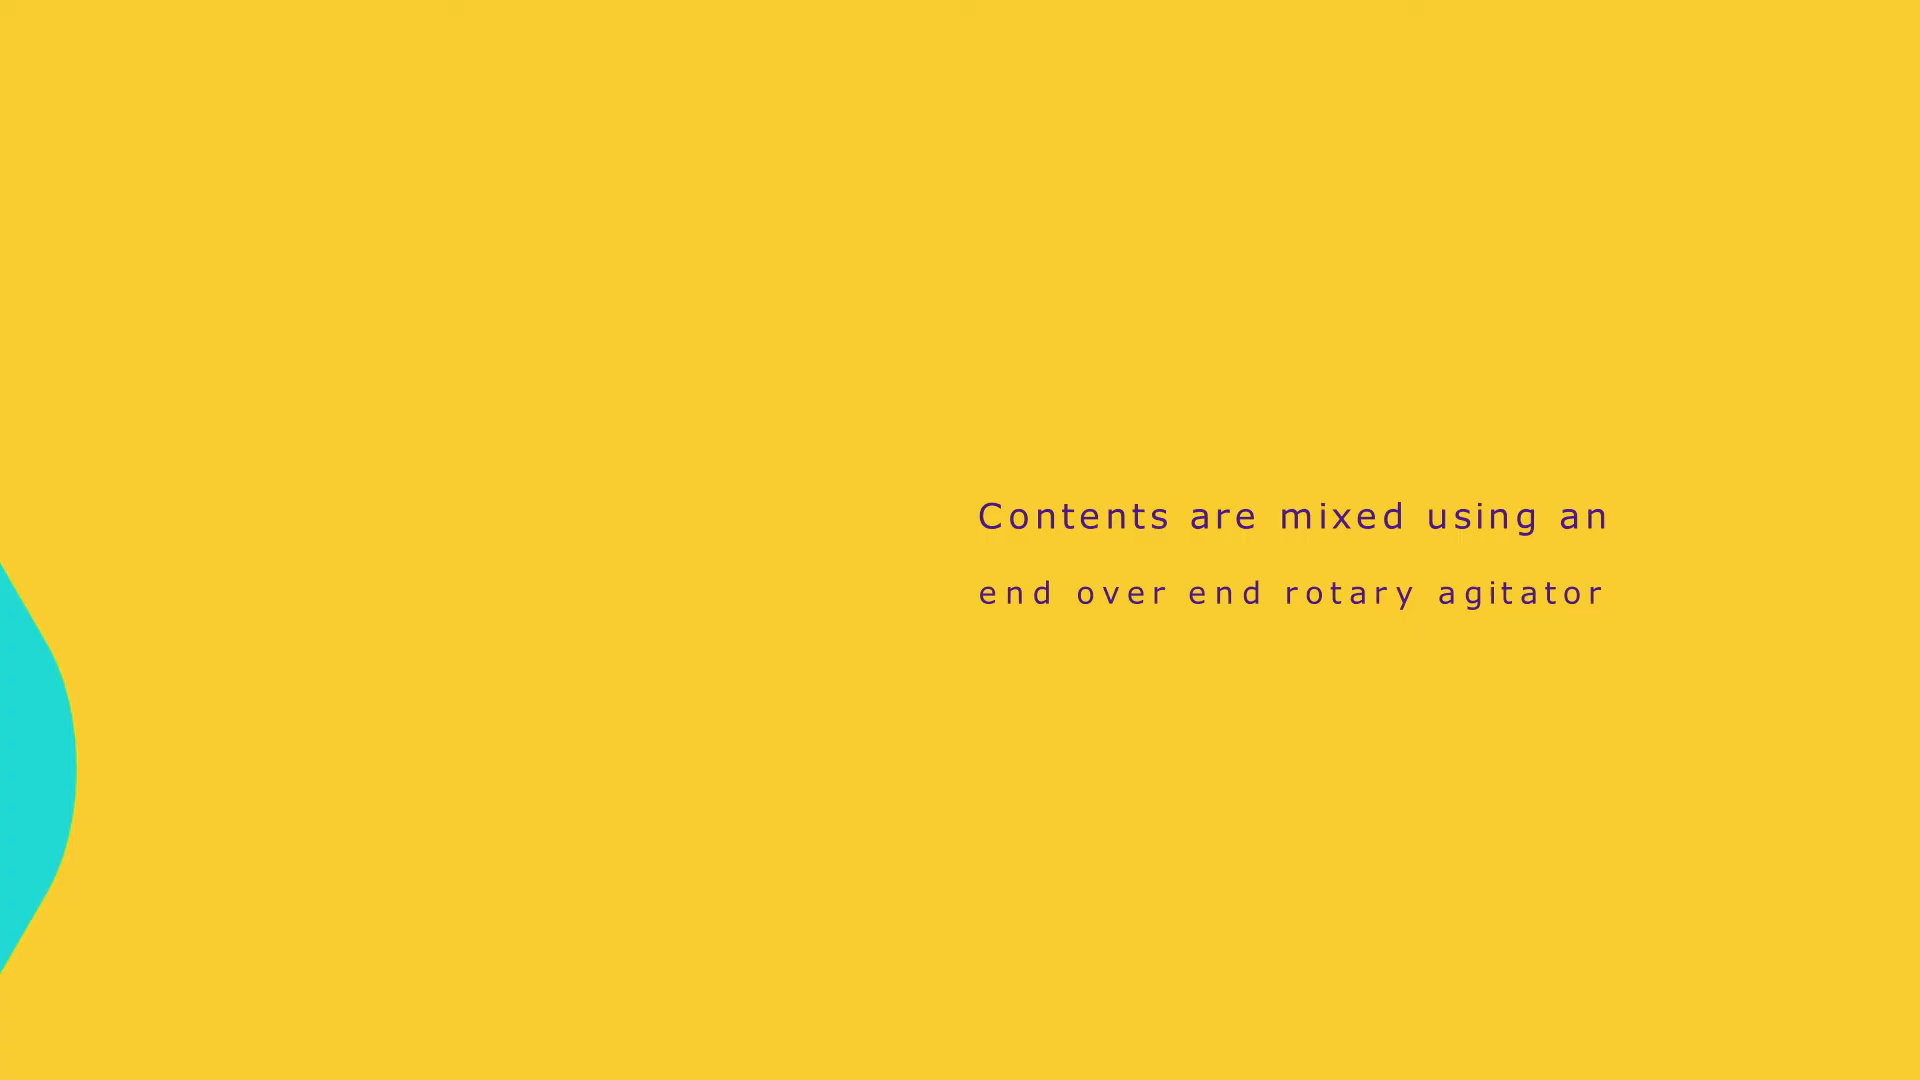 Contents are mixed using an
end over end rotary agitator